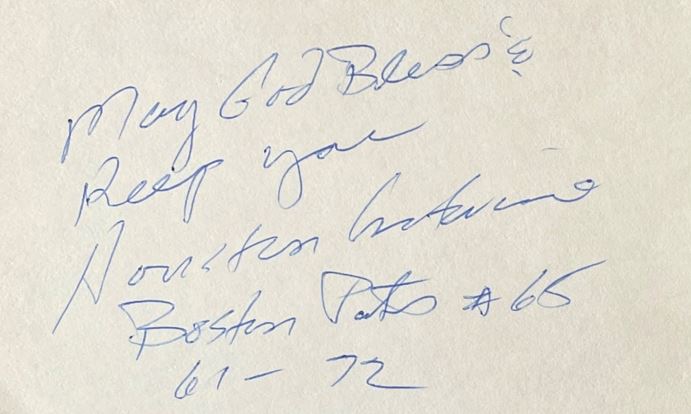 May God Bless &
Keep you
Houston Antwine
Boston Pats #65
61 - 72